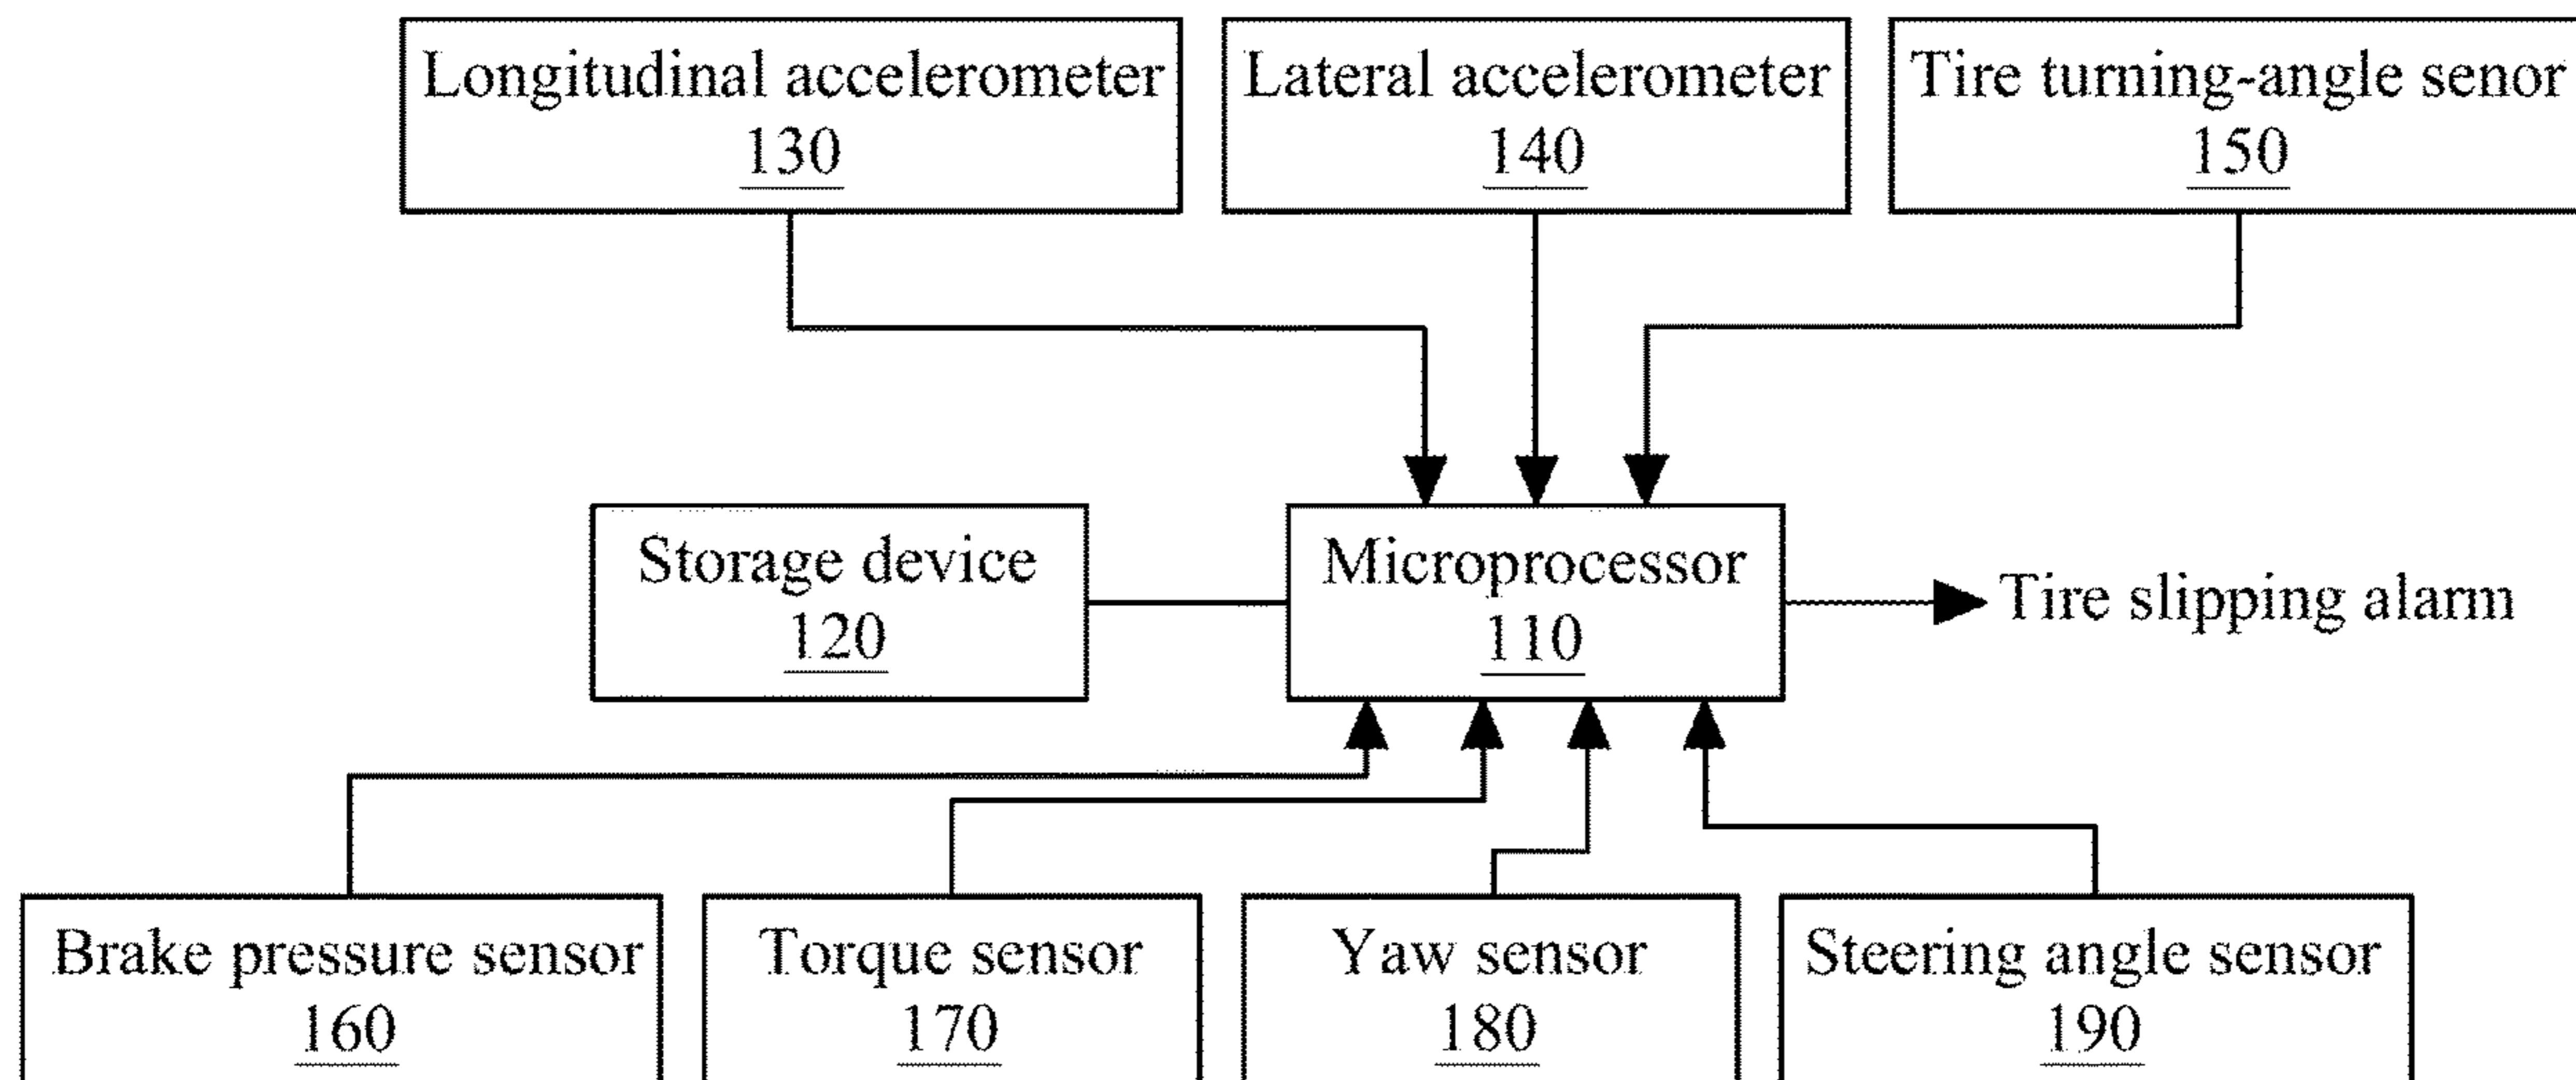 Longitudinal accelerometer
130
Lateral accelerometer
140
Tire turning-angle senor
150
Storage device
120
Microprocessor
110
Tire slipping alarm
Brake pressure sensor
160
Torque sensor
170
Yaw sensor
180
Steering angle sensor
190